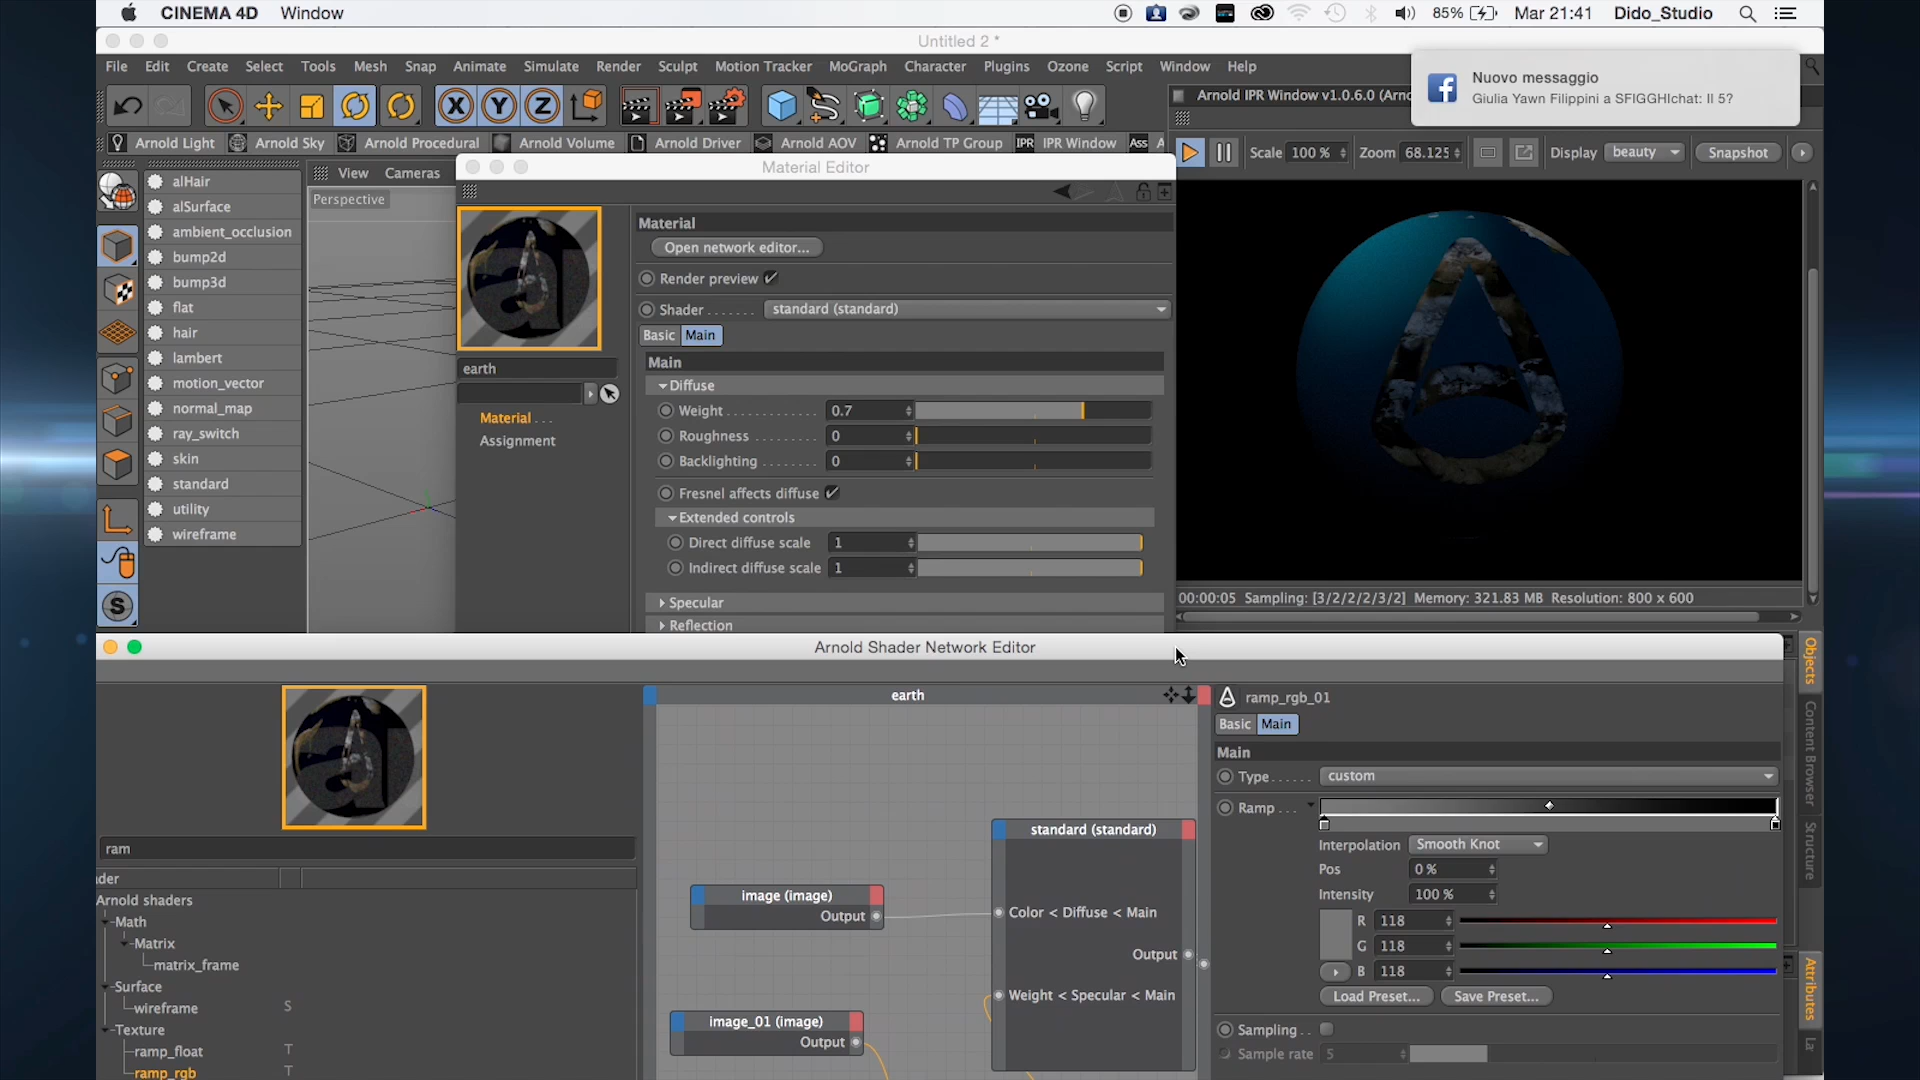 CINEMA 4D Window
85% Mar 21:41 Dido_Studio
Untitled 2 *
File Edit Create Select Tools Mesh Snap Animate Simulate Render Sculpt Motion Tracker MoGraph Character Plugins Ozone Script Window Help
Nuovo messaggio
Giulia Yawn Filippini a SFIGGHIchat: Il 5?
Arnold IPR Window v1.0.6.0 (Arno
X Y Z
Arnold Light Arnold Sky Arnold Procedural Arnold Volume Arnold Driver Arnold AOV Arnold TP Group IPR IPR Window Ass A
Scale 100 % Zoom 68.125 Display beauty Snapshot
View Cameras
Perspective
alHair
alSurface
ambient_occlusion
bump2d
bump3d
flat
hair
lambert
motion_vector
normal_map
ray_switch
skin
standard
utility
wireframe
S
Material Editor
earth
Material . . .
Assignment
Material
Open network editor...
Render preview
Shader . . . . . . . standard (standard)
Basic Main
Main
Diffuse
Weight . . . . . . . . . . . . 0.7
Roughness . . . . . . . . 0
Backlighting . . . . . . . 0
Fresnel affects diffuse
Extended controls
Direct diffuse scale 1
Indirect diffuse scale 1
Specular
Reflection
00:00:05 Sampling: [3/2/2/2/3/2] Memory: 321.83 MB Resolution: 800 x 600
Arnold Shader Network Editor
ram
der
Arnold shaders
Math
Matrix
matrix_frame
Surface
wireframe S
Texture
ramp_float T
ramp_rgb T
earth
image (image)
Output
image_01 (image)
Output
standard (standard)
Color < Diffuse < Main
Output
Weight < Specular < Main
ramp_rgb_01
Basic Main
Main
Type . . . . . . custom
Ramp . . .
Interpolation Smooth Knot
Pos 0 %
Intensity 100 %
R 118
G 118
B 118
Load Preset... Save Preset...
Sampling . .
Sample rate 5
Objects
Content Browser
Structure
Attributes
La